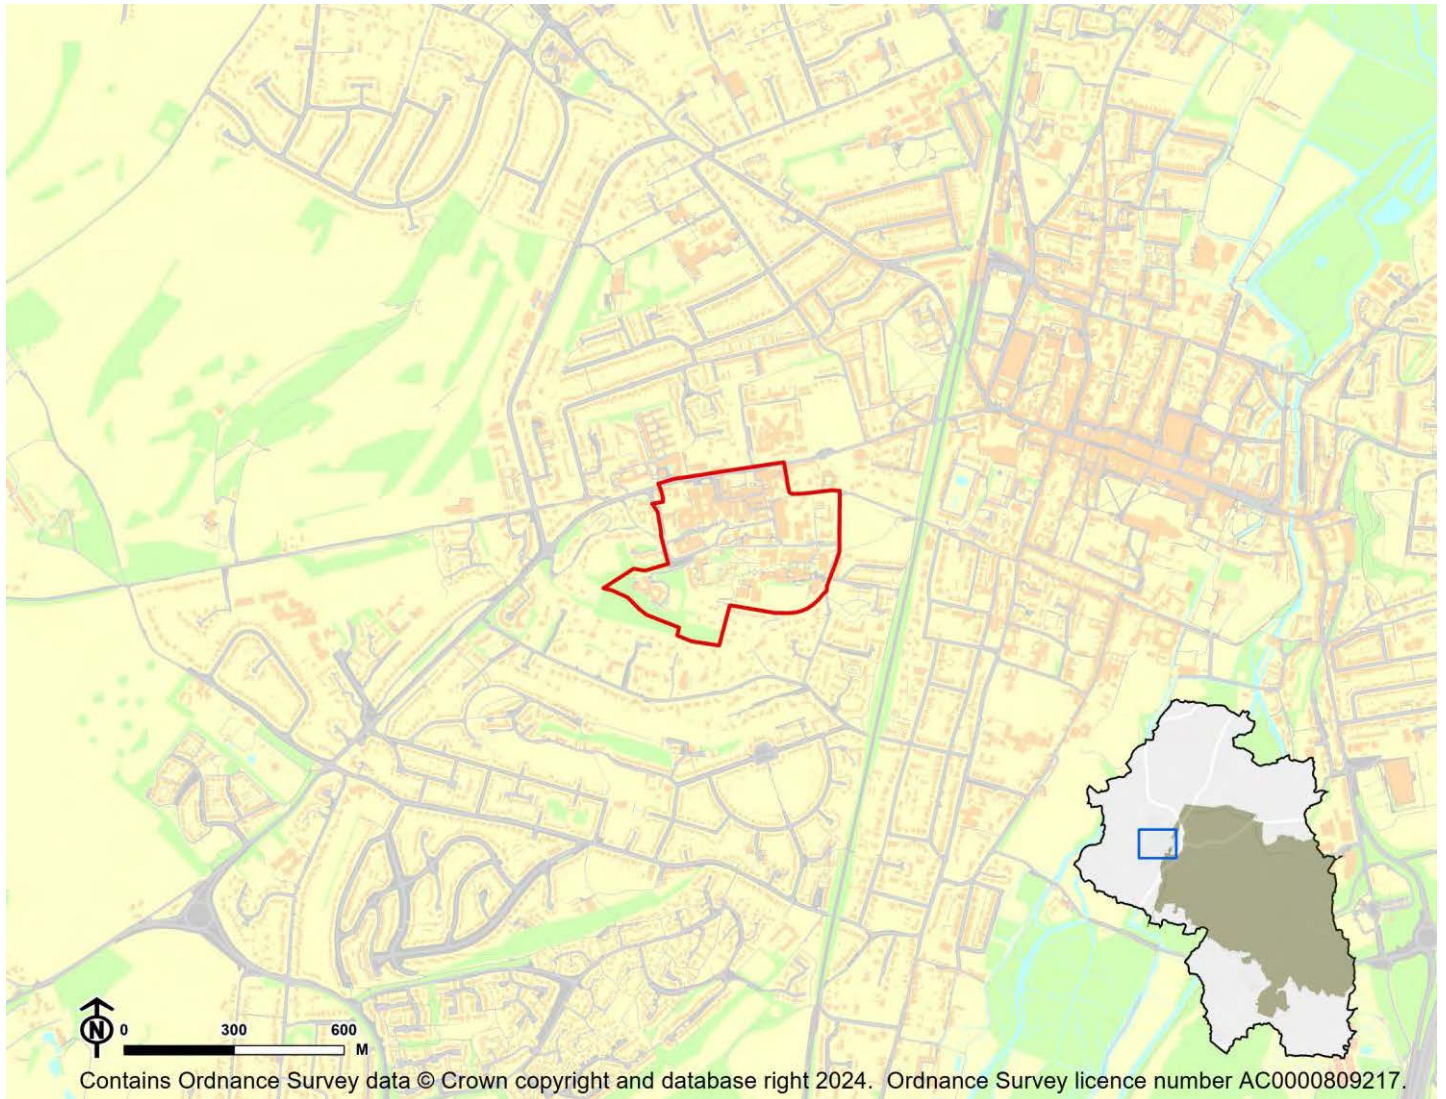 N
0 300 600
M
Contains Ordnance Survey data © Crown copyright and database right 2024. Ordnance Survey licence number AC0000809217.